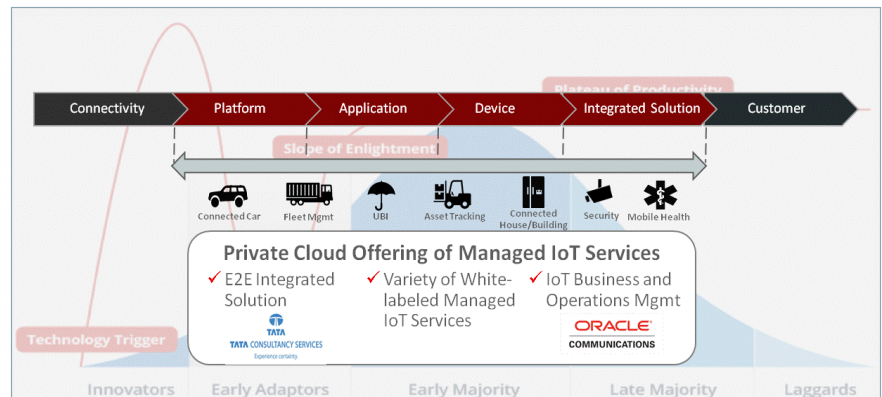 Plateau of Productivity
Connectivity
Platform
Application
Device
Integrated Solution
Customer
Slope of Enlightment
Connected Car
Fleet Mgmt
UBI
Asset Tracking
Connected
House/Building
Security
Mobile Health
Private Cloud Offering of Managed IoT Services
E2E Integrated
Solution
Variety of White-
labeled Managed
IoT Services
IoT Business and
Operations Mgmt
TATA
TATA CONSULTANCY SERVICES
Experience certainty.
ORACLE
COMMUNICATIONS
Technology Trigger
Innovators
Early Adaptors
Early Majority
Late Majority
Laggards